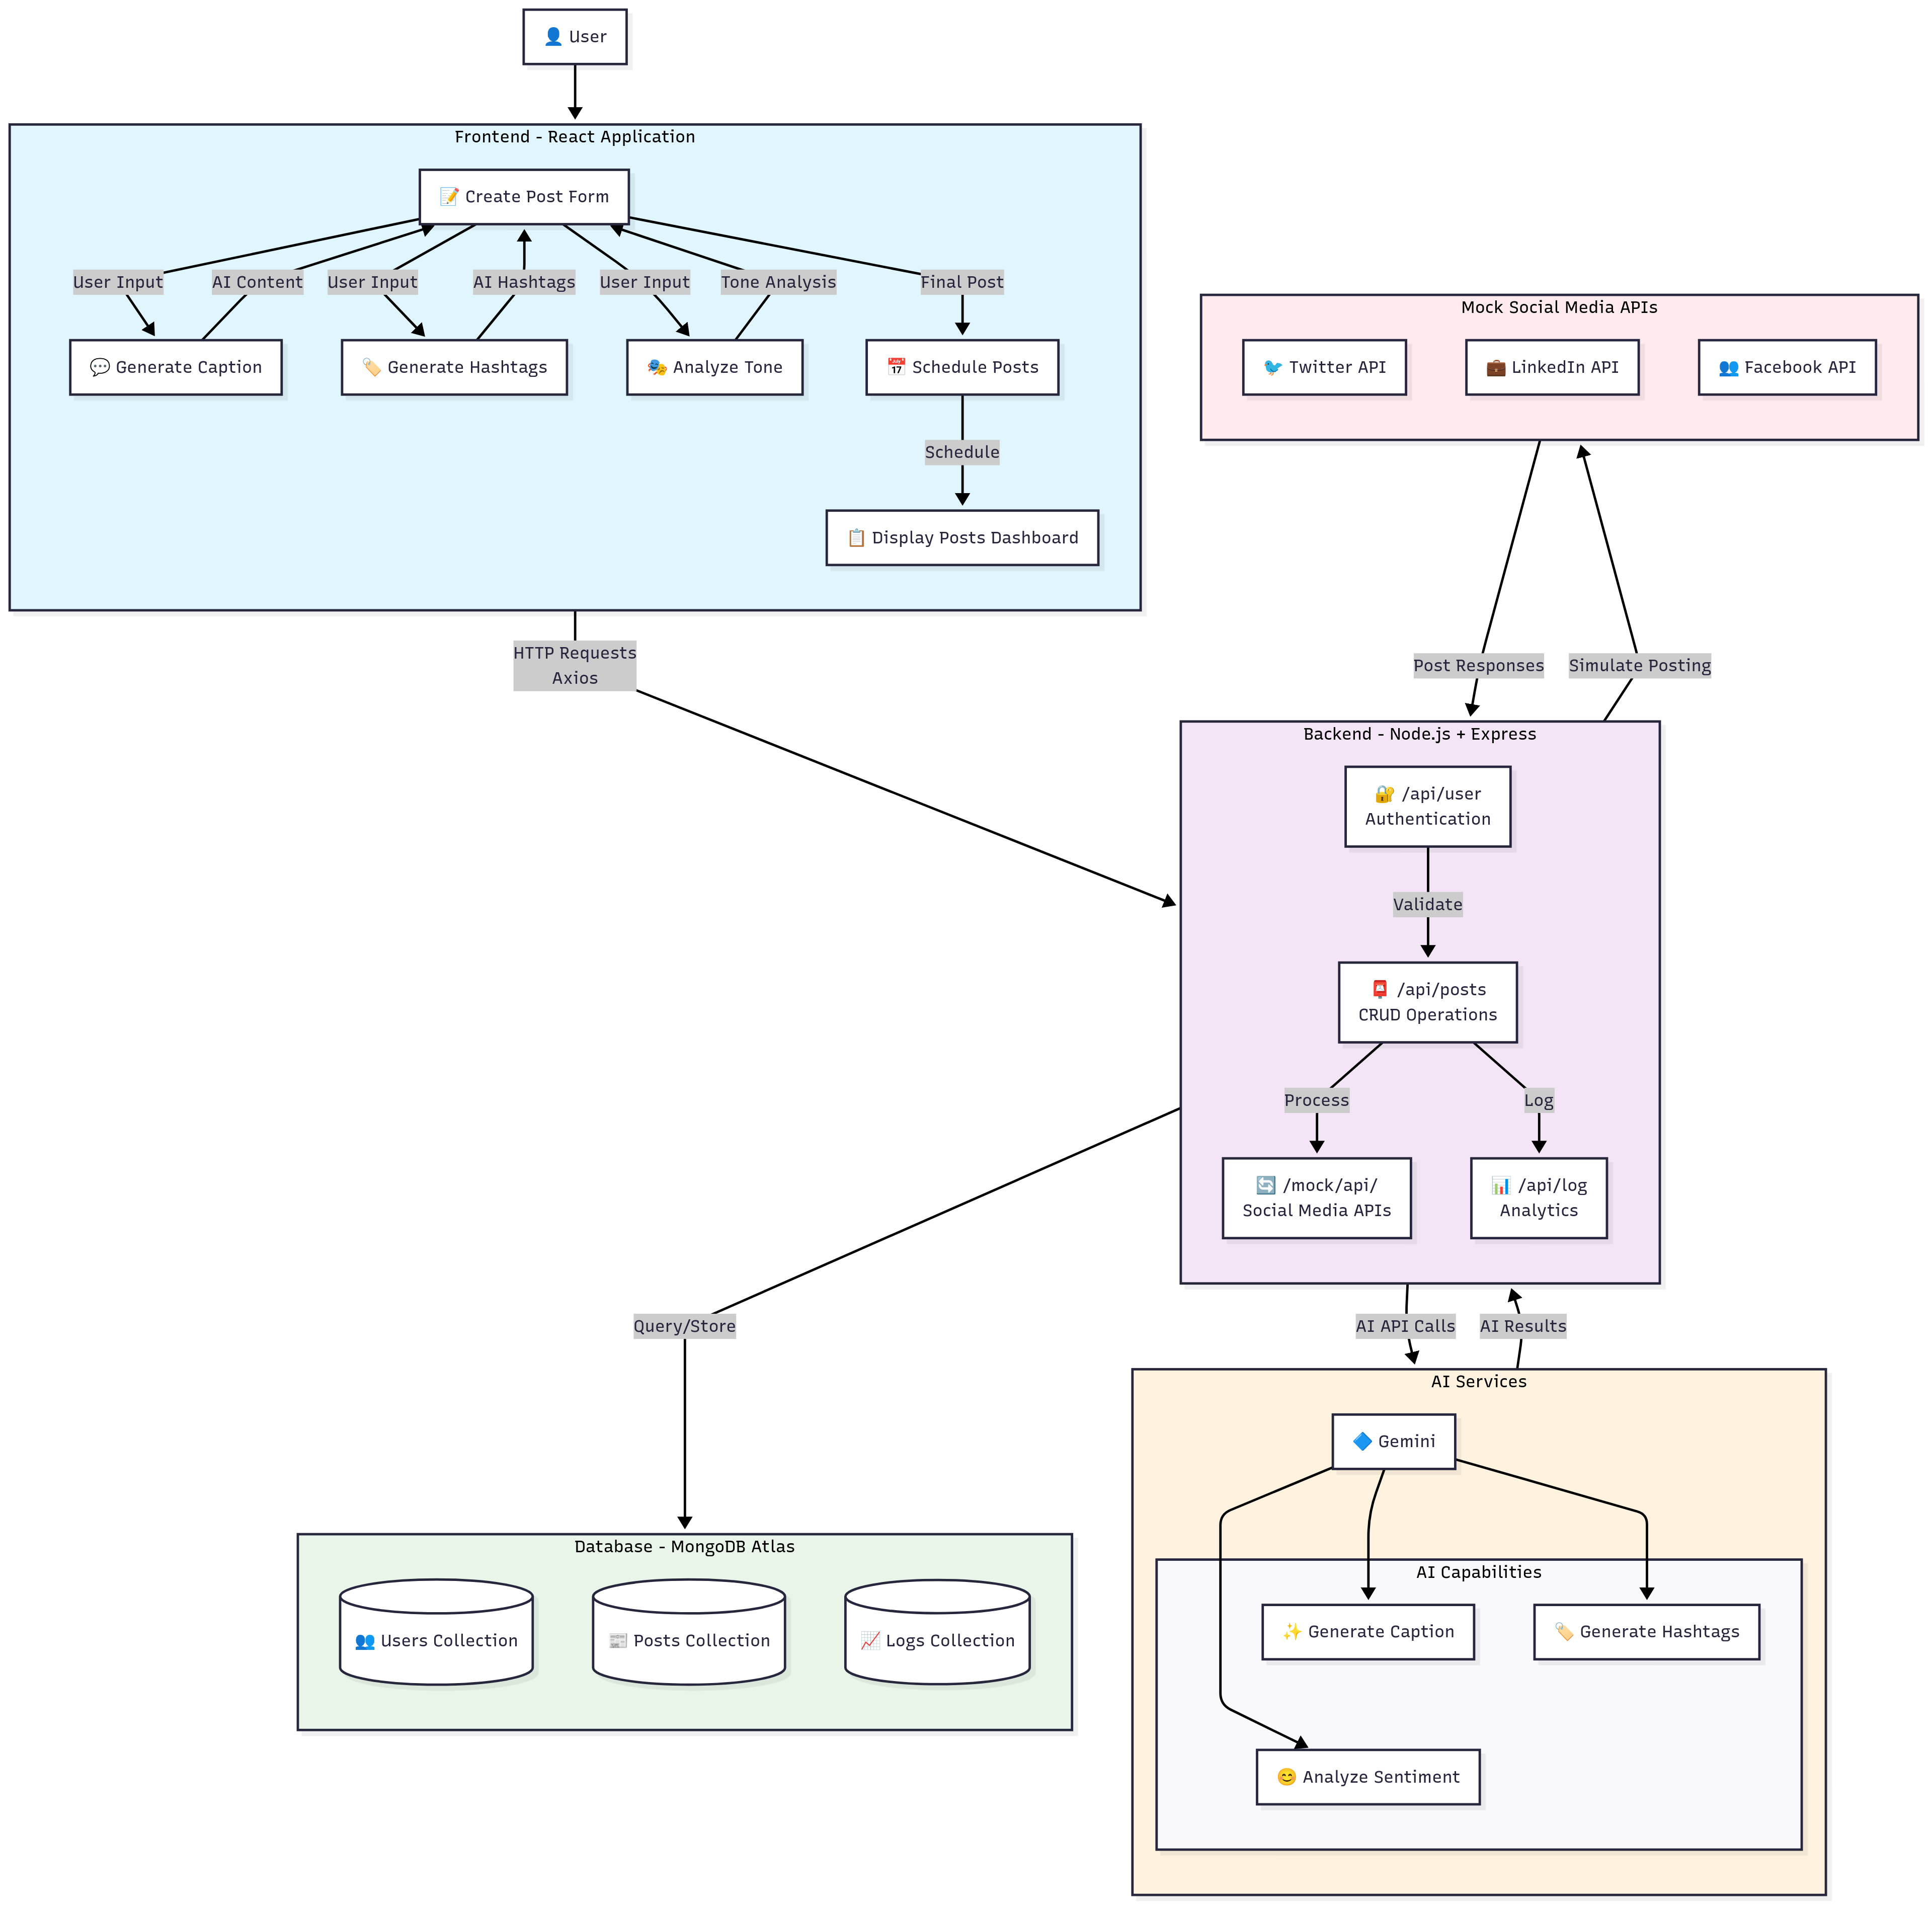 User
Frontend - React Application
Create Post Form
User Input
AI Content
User Input
AI Hashtags
User Input
Tone Analysis
Final Post
Generate Caption
Generate Hashtags
Analyze Tone
Schedule Posts
Schedule
Display Posts Dashboard
Mock Social Media APIs
Twitter API
LinkedIn API
Facebook API
HTTP Requests
Axios
Post Responses
Simulate Posting
Backend - Node.js + Express
/api/user
Authentication
Validate
/api/posts
CRUD Operations
Process
Log
/mock/api/
Social Media APIs
/api/log
Analytics
Query/Store
AI API Calls
AI Results
Database - MongoDB Atlas
Users Collection
Posts Collection
Logs Collection
AI Services
Gemini
AI Capabilities
Generate Caption
Generate Hashtags
Analyze Sentiment